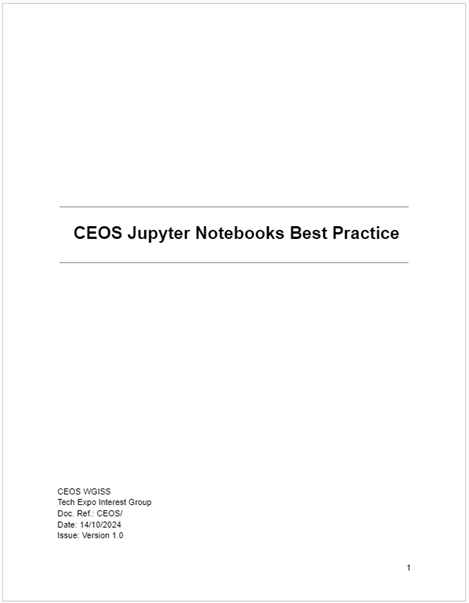 CEOS Jupyter Notebooks Best Practice
CEOS WGISS
Tech Expo Interest Group
Doc. Ref.: CEOS/
Date: 14/10/2024
Issue: Version 1.0
1